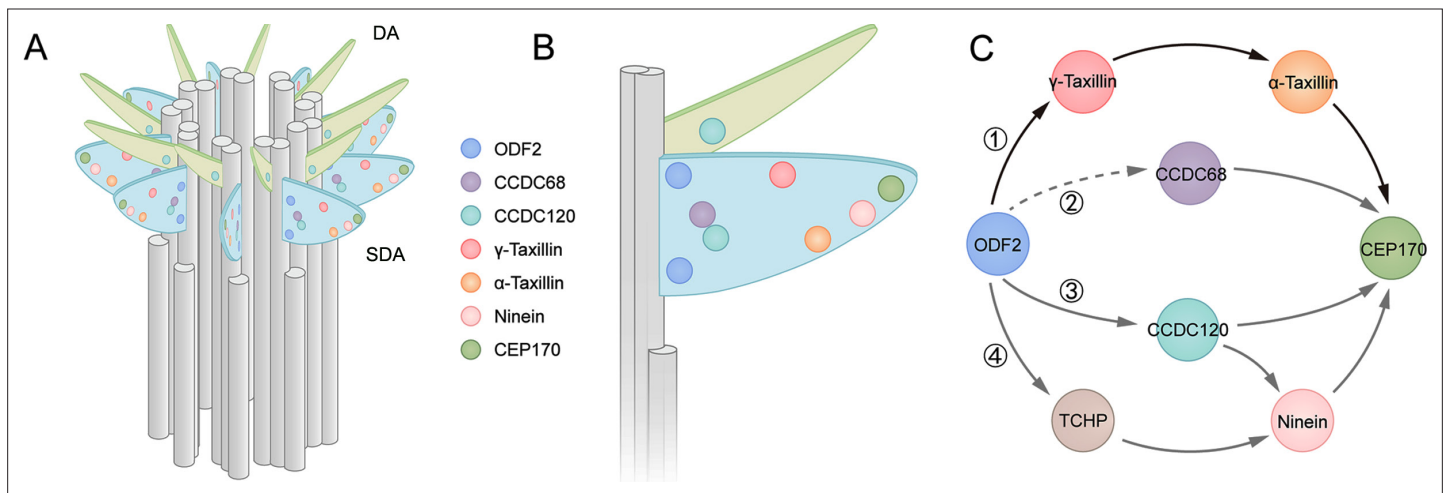 A
DA
SDA
ODF2
CCDC68
CCDC120
γ-Taxillin
α-Taxillin
Ninein
CEP170
B
C
γ-Taxillin
α-Taxillin
①
CCDC68
②
ODF2
CEP170
③
CCDC120
④
TCHP
Ninein